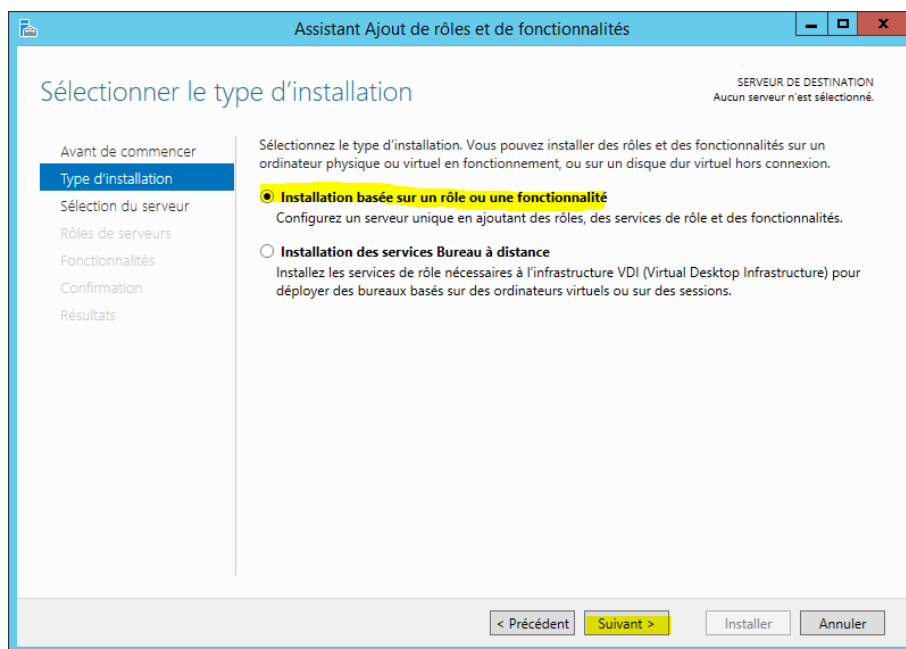 Assistant Ajout de rôles et de fonctionnalités
Sélectionner le type d'installation
SERVEUR DE DESTINATION
Aucun serveur n'est sélectionné.
Avant de commencer
Type d'installation
Sélection du serveur
Rôles de serveurs
Fonctionnalités
Confirmation
Résultats
Sélectionnez le type d'installation. Vous pouvez installer des rôles et des fonctionnalités sur un
ordinateur physique ou virtuel en fonctionnement, ou sur un disque dur virtuel hors connexion.
Installation basée sur un rôle ou une fonctionnalité
Configurez un serveur unique en ajoutant des rôles, des services de rôle et des fonctionnalités.
Installation des services Bureau à distance
Installez les services de rôle nécessaires à l'infrastructure VDI (Virtual Desktop Infrastructure) pour
déployer des bureaux basés sur des ordinateurs virtuels ou sur des sessions.
< Précédent
Suivant >
Installer
Annuler